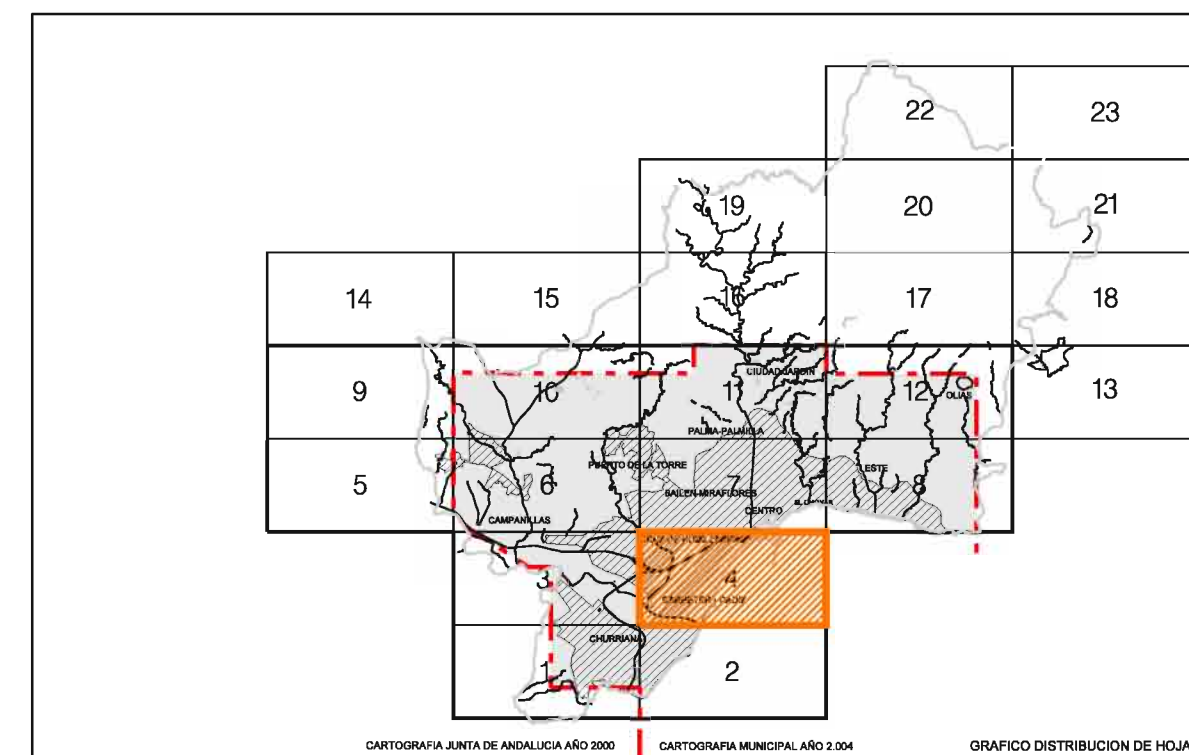 22 23
19 20 21
14 15 16 17 18
CIUDAD JARDIN
9 10 11 12 13
OLIAS
PALMA-PALMILLA
PUERTO DE LA TORRE
LESTE
5 6 7 8
BAILEN-MIRAFLORES
CENTRO
CAMPANILLAS
3 4
CHURRIANA
1 2
CARTOGRAFIA JUNTA DE ANDALUCIA AÑO 2000 CARTOGRAFIA MUNICIPAL AÑO 2.004 GRAFICO DISTRIBUCION DE HOJA